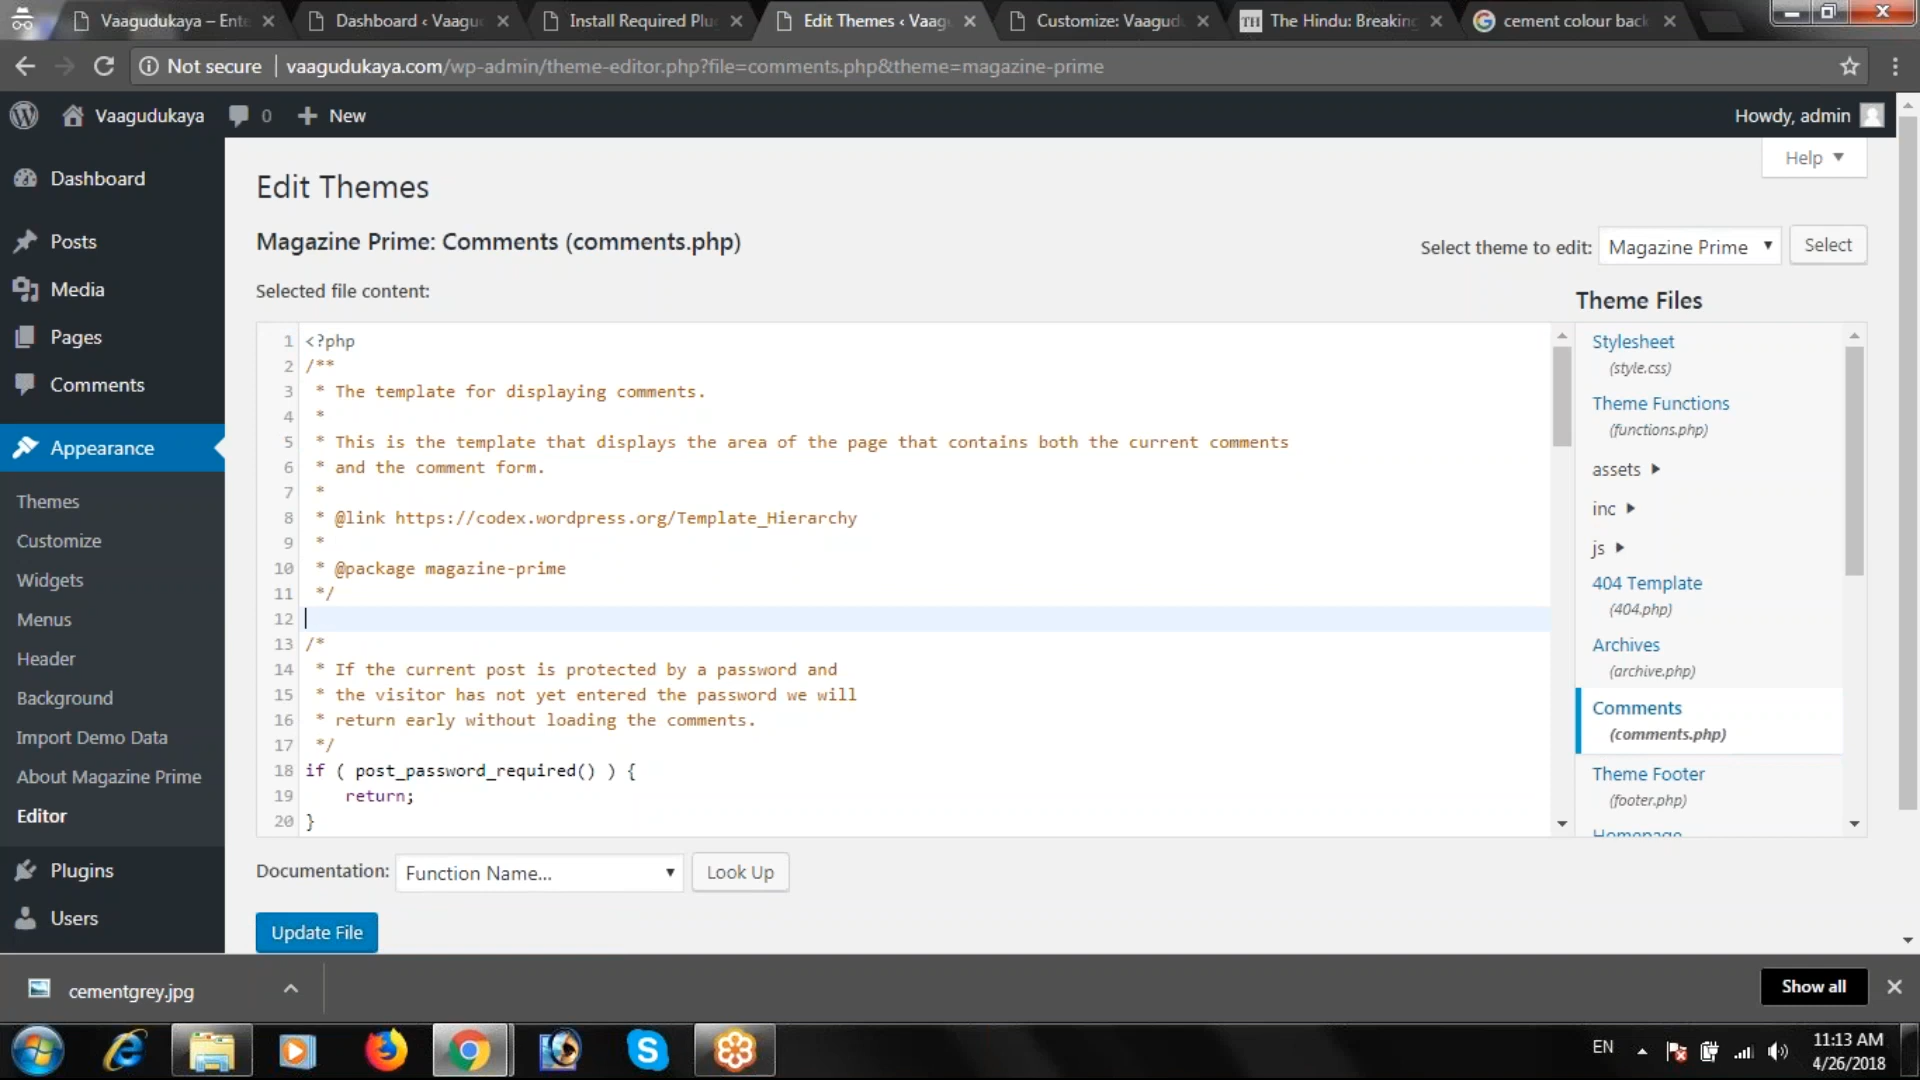 Vaagudukaya – Ente
Dashboard ‹ Vaagu
Install Required Plu
Edit Themes ‹ Vaag
Customize: Vaagud
TH The Hindu: Breaking
cement colour back
Not secure | vaagudukaya.com/wp-admin/theme-editor.php?file=comments.php&theme=magazine-prime
Vaagudukaya 0 + New
Howdy, admin
Help
Dashboard
Posts
Media
Pages
Comments
Appearance
Themes
Customize
Widgets
Menus
Header
Background
Import Demo Data
About Magazine Prime
Editor
Plugins
Users
Edit Themes
Magazine Prime: Comments (comments.php)
Select theme to edit: Magazine Prime Select
Selected file content:
1 <?php
2 /**
3 * The template for displaying comments.
4 *
5 * This is the template that displays the area of the page that contains both the current comments
6 * and the comment form.
7 *
8 * @link https://codex.wordpress.org/Template_Hierarchy
9 *
10 * @package magazine-prime
11 */
12
13 /*
14 * If the current post is protected by a password and
15 * the visitor has not yet entered the password we will
16 * return early without loading the comments.
17 */
18 if ( post_password_required() ) {
19 return;
20 }
Theme Files
Stylesheet
(style.css)
Theme Functions
(functions.php)
assets
inc
js
404 Template
(404.php)
Archives
(archive.php)
Comments
(comments.php)
Theme Footer
(footer.php)
Homepage
Documentation: Function Name... Look Up
Update File
cementgrey.jpg
Show all
EN
11:13 AM
4/26/2018